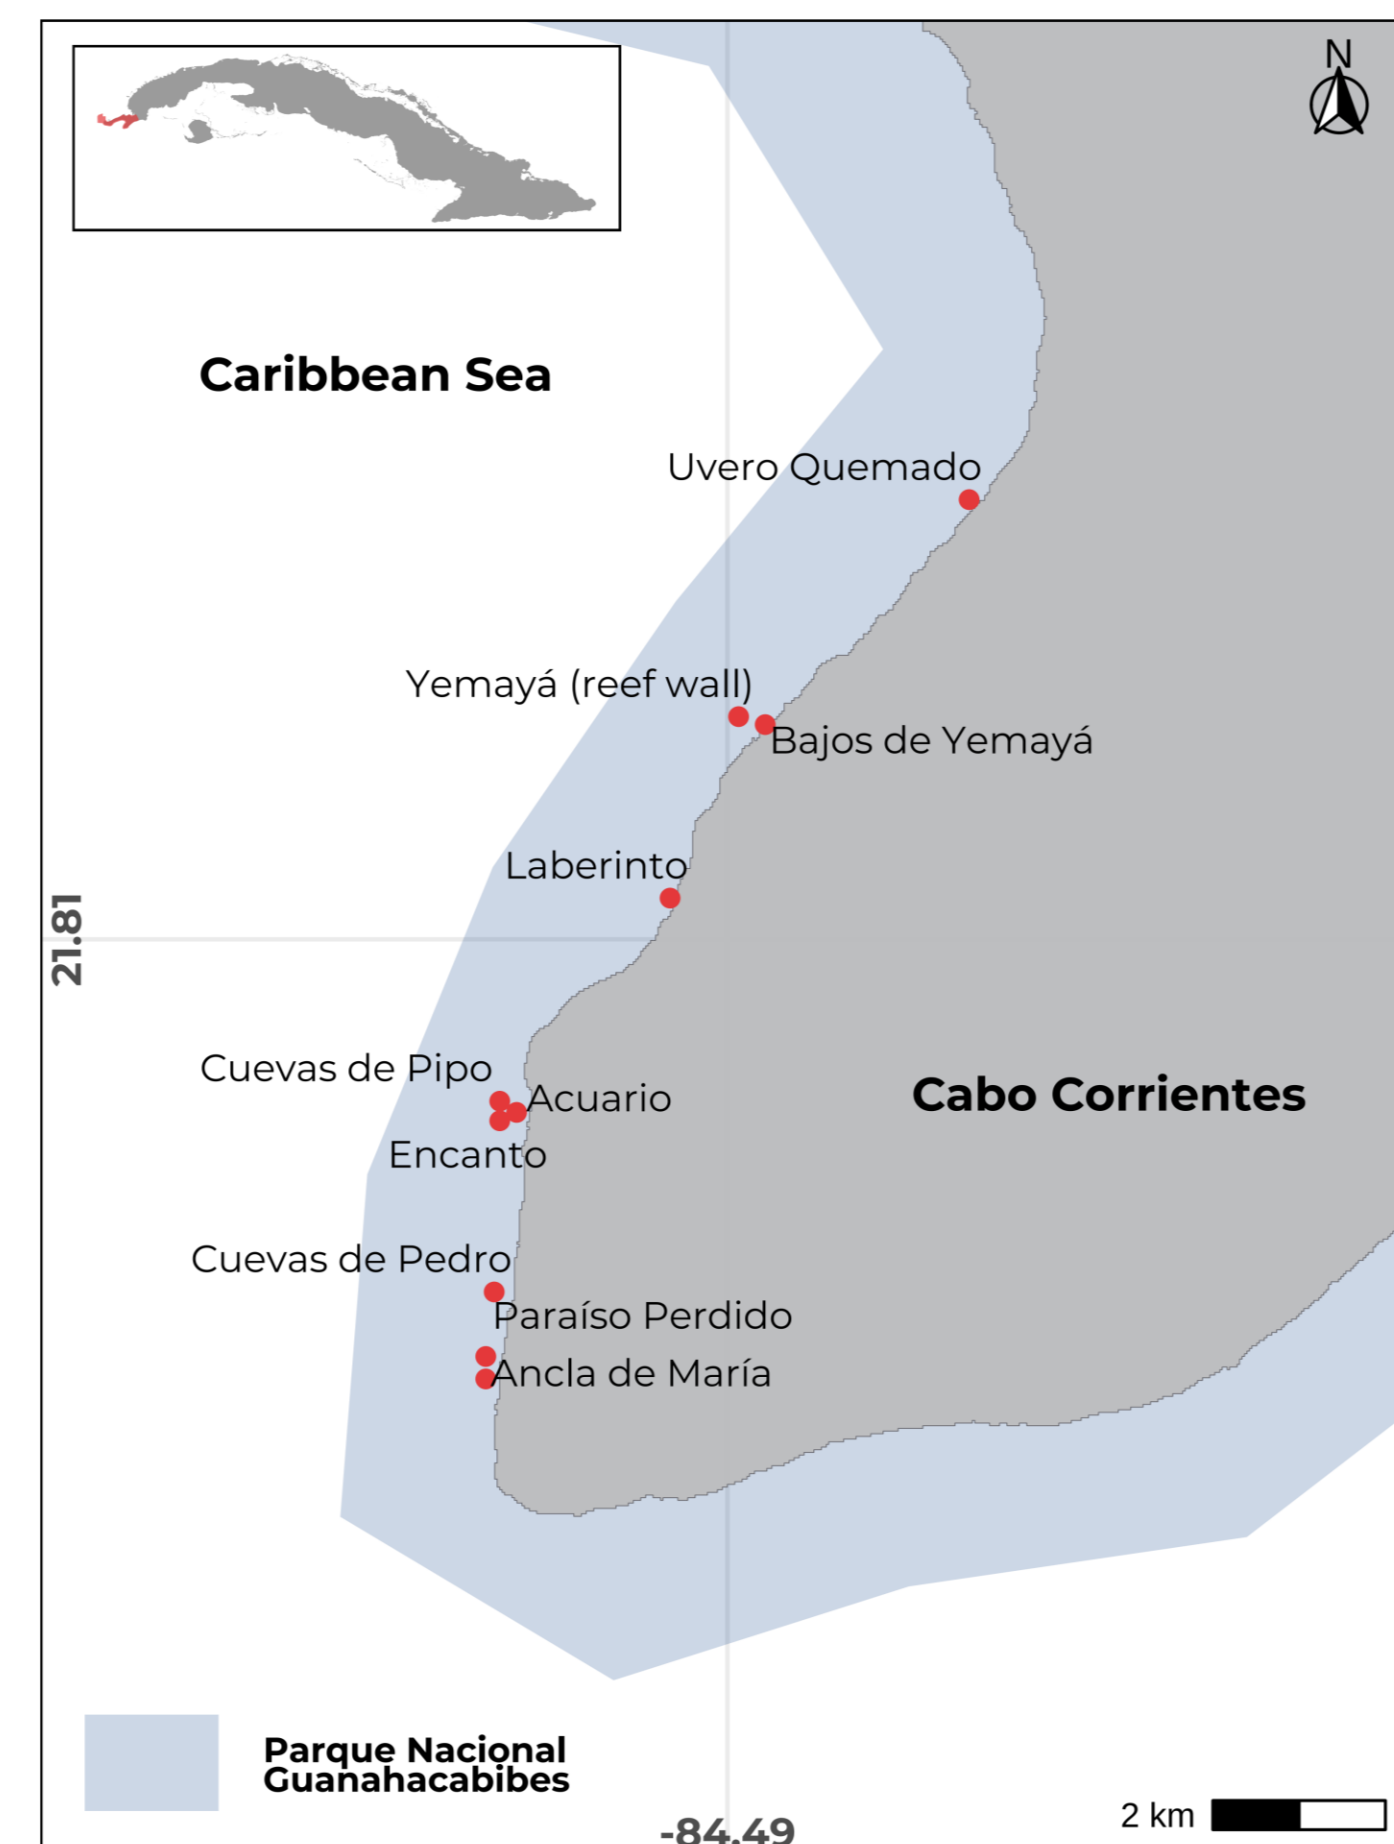 N
Caribbean Sea
Uvero Quemado
Yemayá (reef wall)
Bajos de Yemayá
Laberinto
21.81
Cuevas de Pipo
Acuario
Cabo Corrientes
Encanto
Cuevas de Pedro
Paraíso Perdido
Ancla de María
Parque Nacional
Guanahacabibes
2 km
-84.49